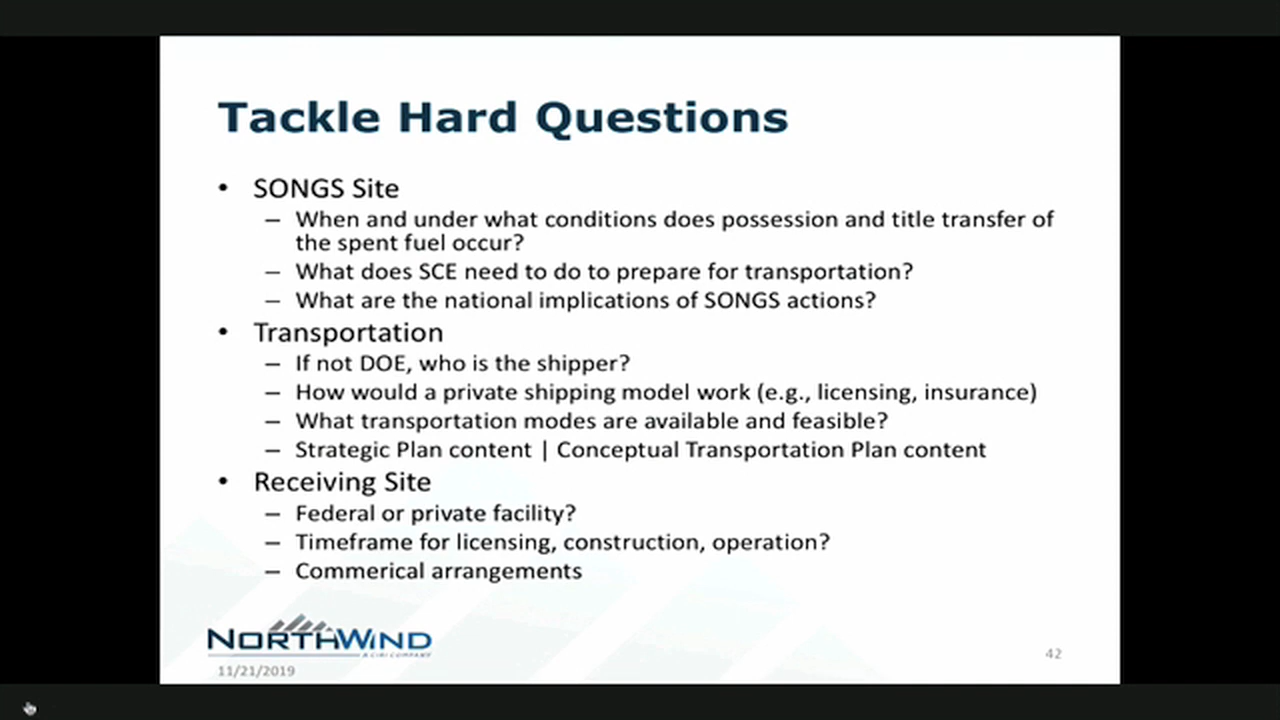 Tackle Hard Questions
• SONGS Site
– When and under what conditions does possession and title transfer of
the spent fuel occur?
– What does SCE need to do to prepare for transportation?
– What are the national implications of SONGS actions?
• Transportation
– If not DOE, who is the shipper?
– How would a private shipping model work (e.g., licensing, insurance)
– What transportation modes are available and feasible?
– Strategic Plan content | Conceptual Transportation Plan content
• Receiving Site
– Federal or private facility?
– Timeframe for licensing, construction, operation?
– Commerical arrangements
NORTHWIND
A CIRI COMPANY
11/21/2019
42